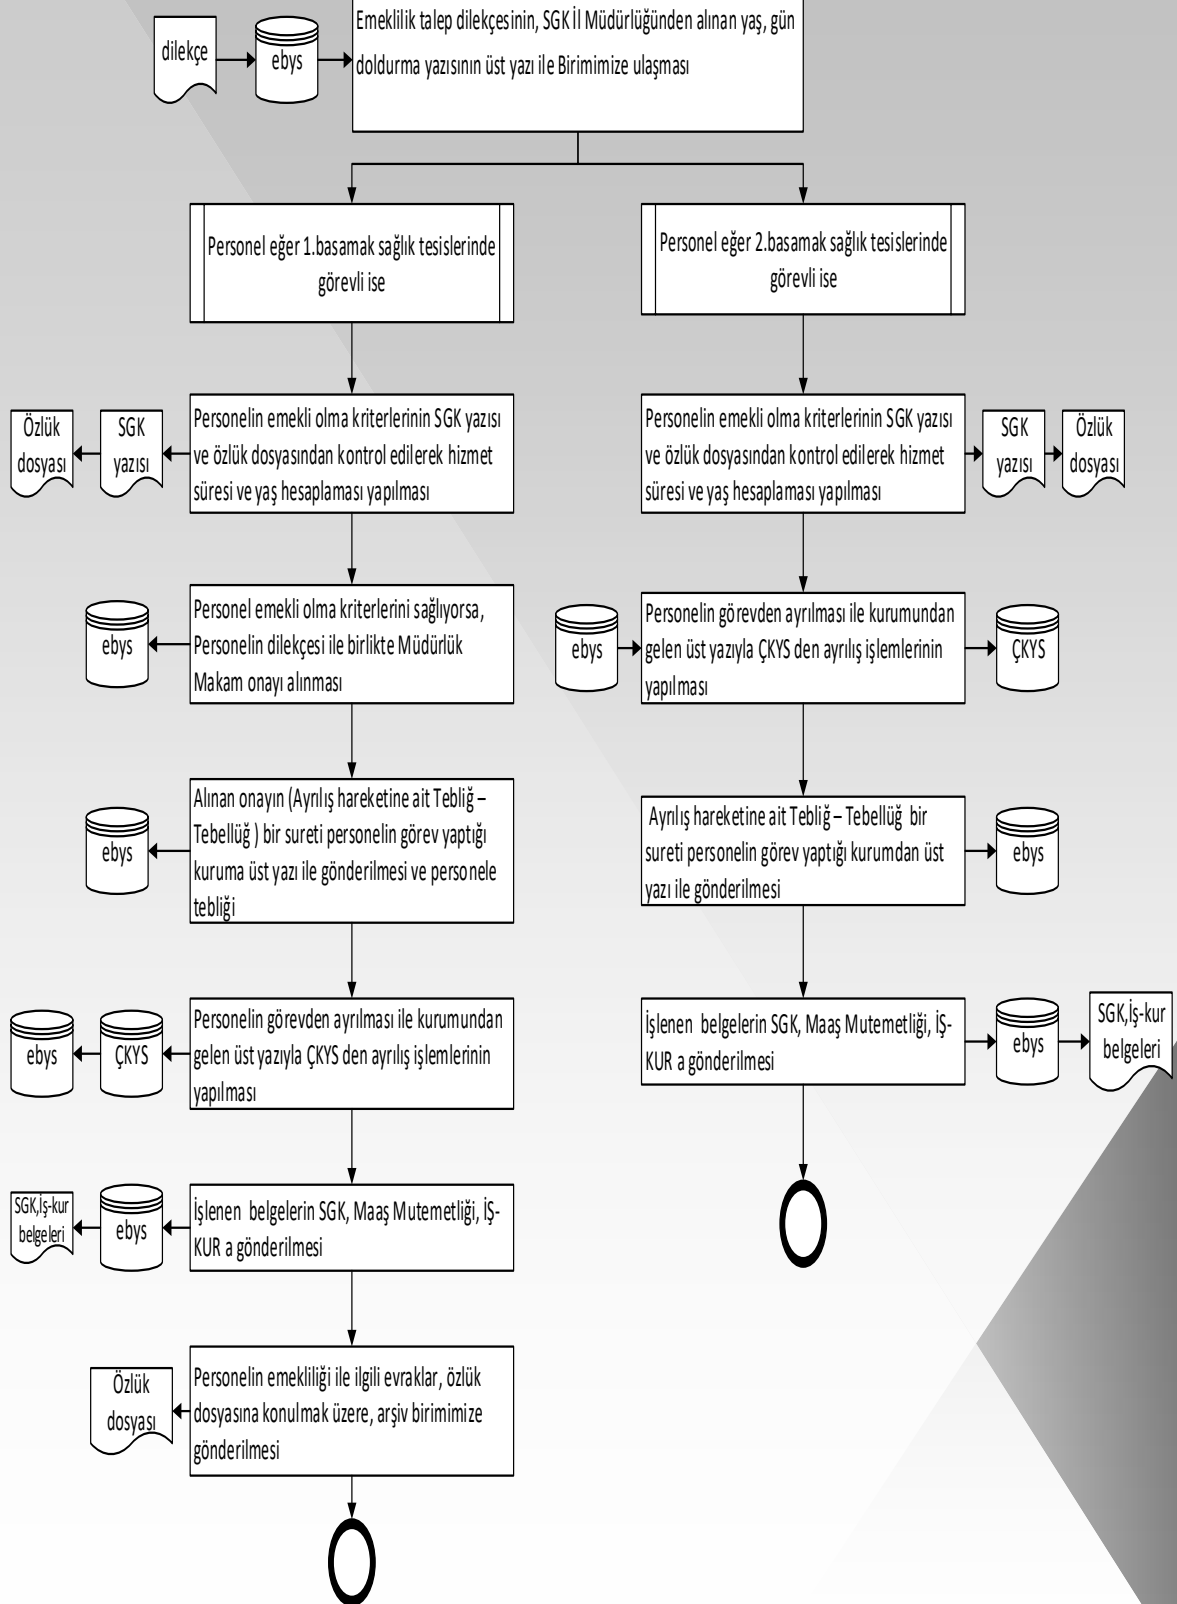 dilekçe
ebys
Emeklilik talep dilekçesinin, SGK İl Müdürlüğünden alınan yaş, gün
doldurma yazısının üst yazı ile Birimimize ulaşması
Personel eğer 1.basamak sağlık tesislerinde
görevli ise
Personel eğer 2.basamak sağlık tesislerinde
görevli ise
Özlük
dosyası
SGK
yazısı
Personelin emekli olma kriterlerinin SGK yazısı
ve özlük dosyasından kontrol edilerek hizmet
süresi ve yaş hesaplaması yapılması
Personelin emekli olma kriterlerinin SGK yazısı
ve özlük dosyasından kontrol edilerek hizmet
süresi ve yaş hesaplaması yapılması
SGK
yazısı
Özlük
dosyası
ebys
Personel emekli olma kriterlerini sağlıyorsa,
Personelin dilekçesi ile birlikte Müdürlük
Makam onayı alınması
ebys
Personelin görevden ayrılması ile kurumundan
gelen üst yazıyla ÇKYS den ayrılış işlemlerinin
yapılması
ÇKYS
ebys
Alınan onayın (Ayrılış hareketine ait Tebliğ –
Tebellüğ ) bir sureti personelin görev yaptığı
kuruma üst yazı ile gönderilmesi ve personele
tebliği
Ayrılış hareketine ait Tebliğ – Tebellüğ bir
sureti personelin görev yaptığı kurumdan üst
yazı ile gönderilmesi
ebys
ebys
ÇKYS
Personelin görevden ayrılması ile kurumundan
gelen üst yazıyla ÇKYS den ayrılış işlemlerinin
yapılması
İşlenen belgelerin SGK, Maaş Mutemetliği, İŞ-
KUR a gönderilmesi
ebys
SGK,İş-kur
belgeleri
SGK,İş-kur
belgeleri
ebys
İşlenen belgelerin SGK, Maaş Mutemetliği, İŞ-
KUR a gönderilmesi
Özlük
dosyası
Personelin emekliliği ile ilgili evraklar, özlük
dosyasına konulmak üzere, arşiv birimimize
gönderilmesi